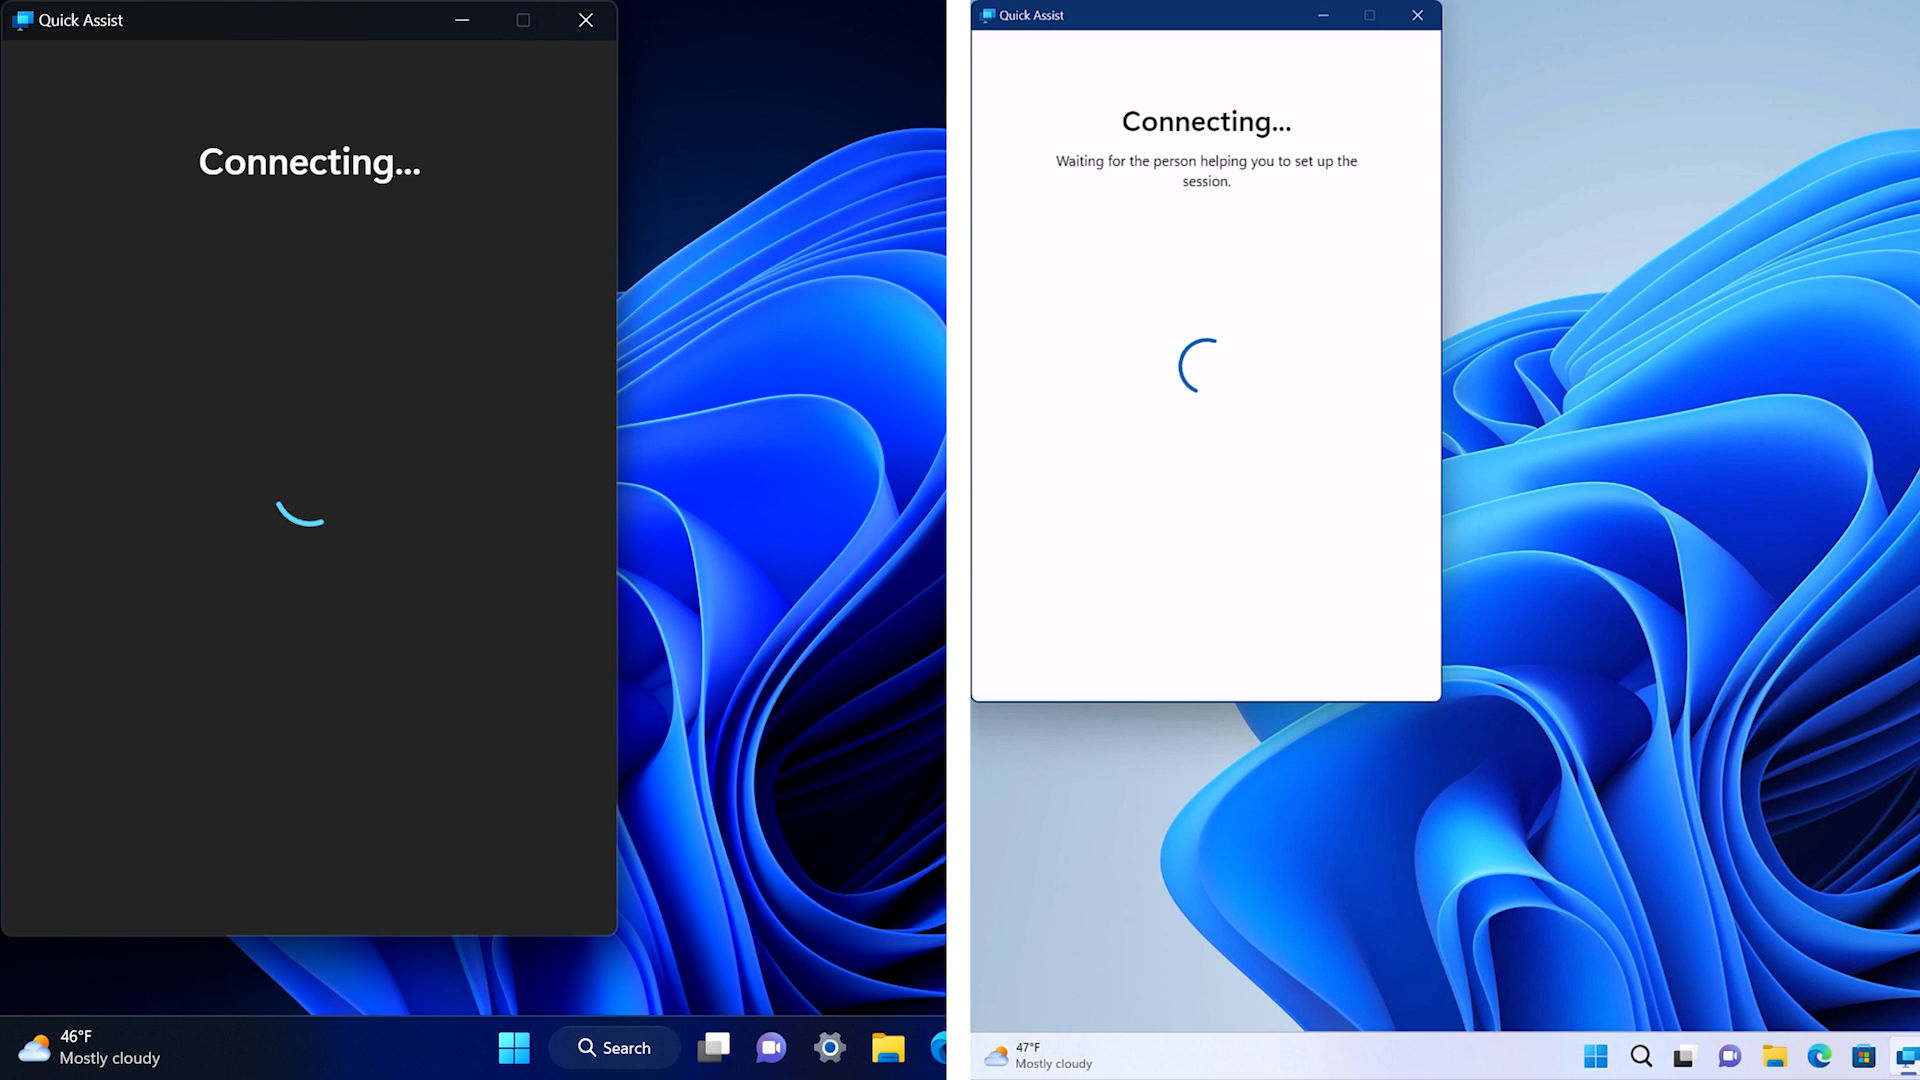 Quick Assist
Connecting...
46°F
Mostly cloudy
Search
Quick Assist
Connecting...
Waiting for the person helping you to set up the
session.
47°F
Mostly cloudy